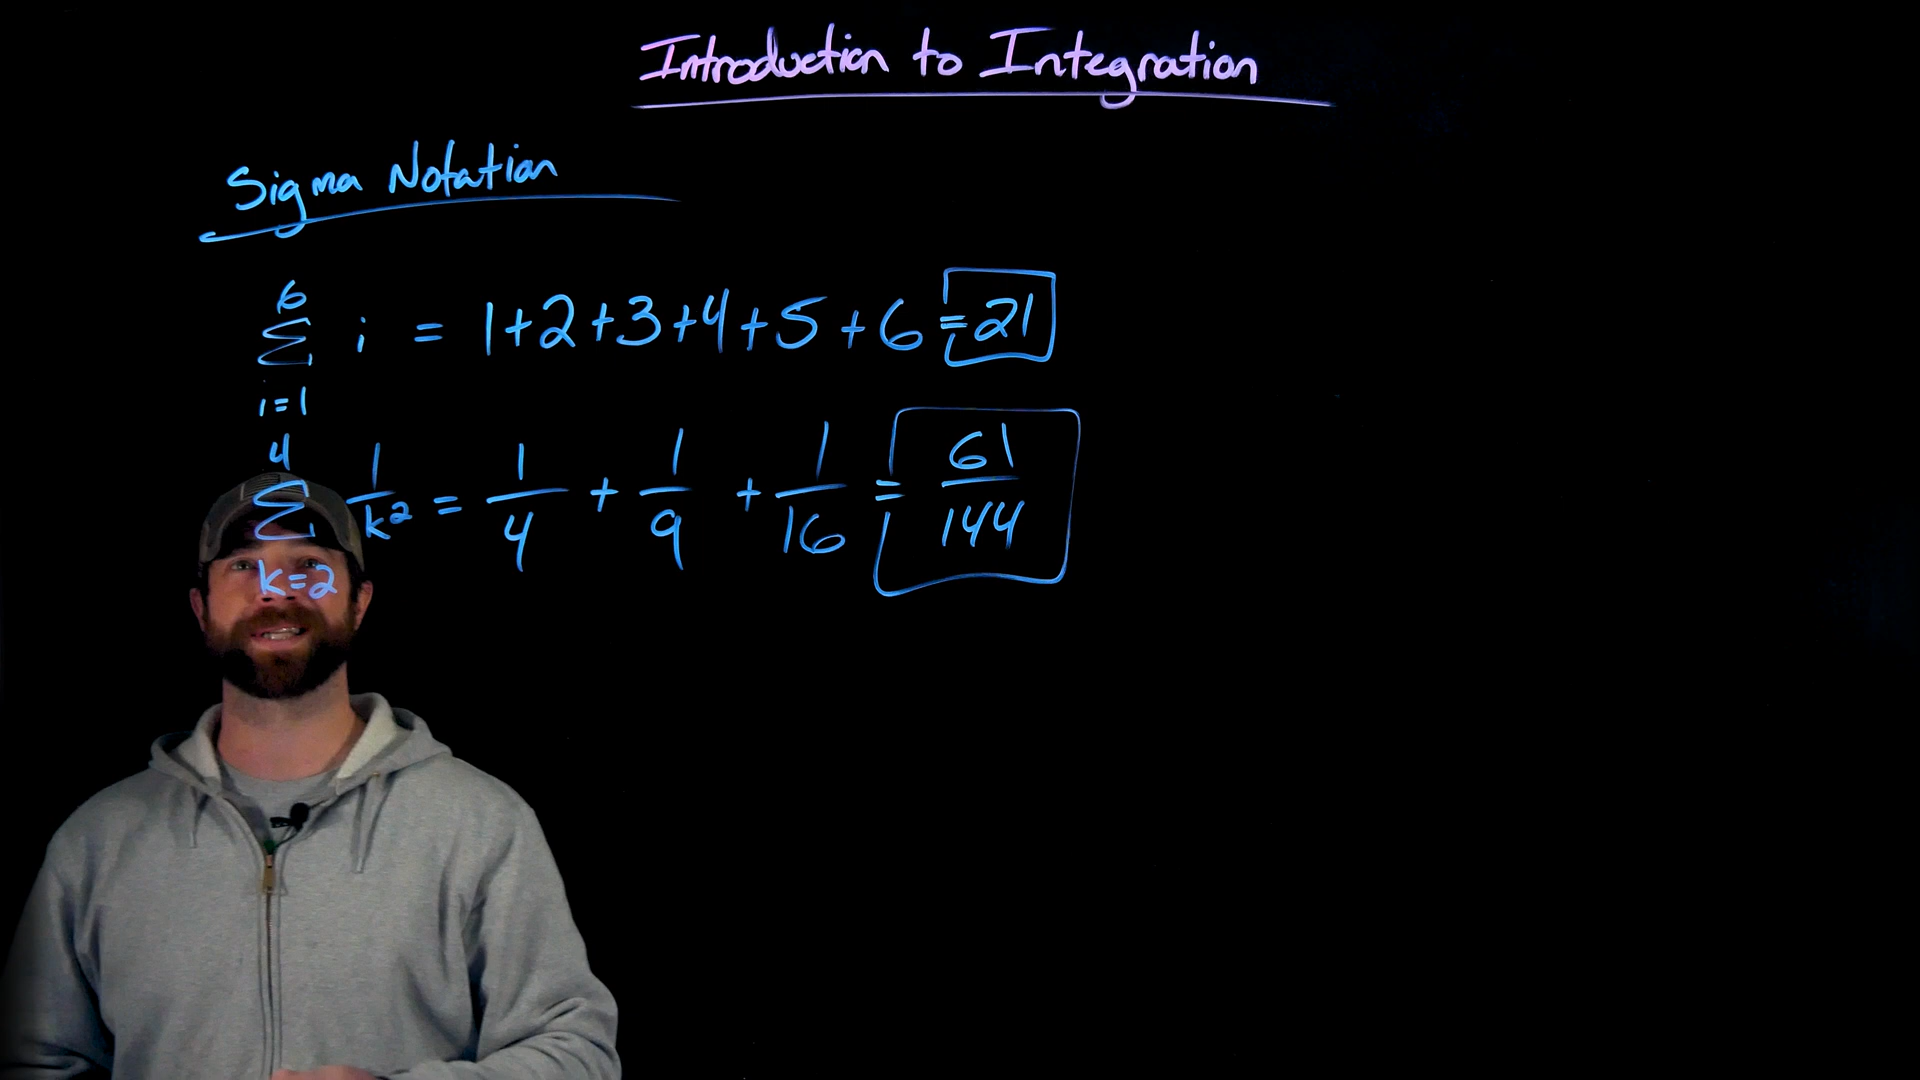 Introduction to Integration
Sigma Notation
6
Σ i = 1+2+3+4+5+6 = 21
i=1
4
Σ 1/k² = 1/4 + 1/9 + 1/16 = 61/144
k=2